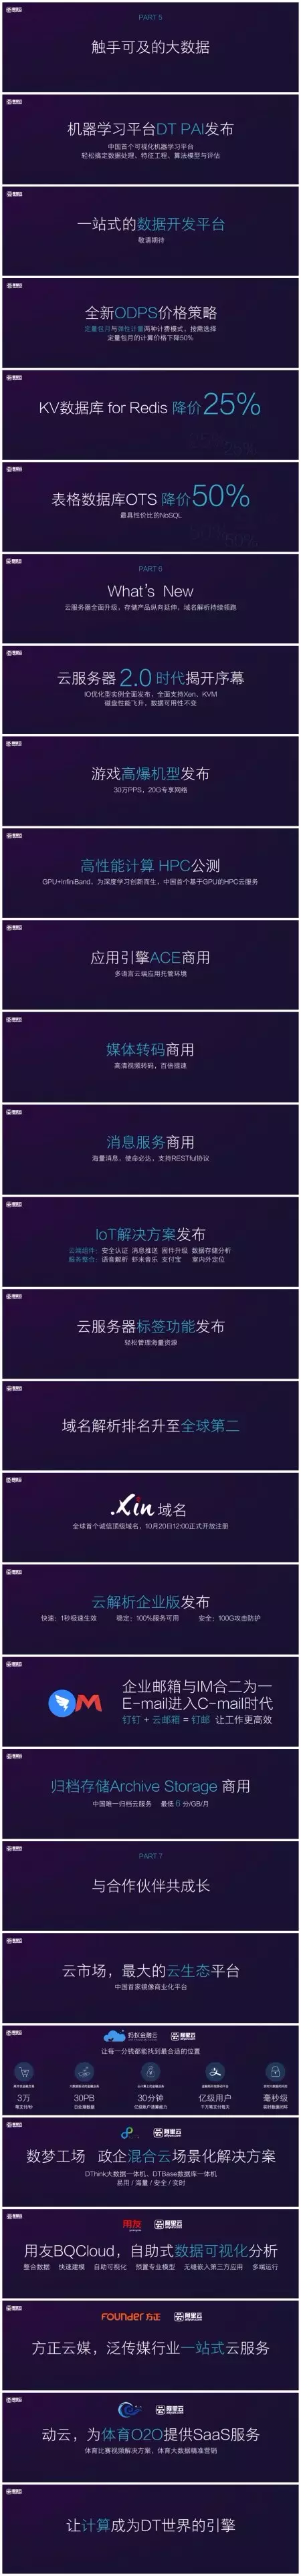 PART 5
触手可及的大数据
机器学习平台DT PAI发布
中国首个可视化机器学习平台
轻松搞定数据处理、特征工程、算法模型与评估
一站式的数据开发平台
敬请期待
全新ODPS价格策略
定量包月与弹性计量两种计费模式，按需选择
定量包月的计算价格下降50%
KV数据库 for Redis 降价25%
表格数据库OTS 降价50%
最具性价比的NoSQL
PART 6
What's New
云服务器全面升级，存储产品纵向延伸，域名解析持续领跑
云服务器 2.0 时代揭开序幕
IO优化型实例全面发布，全面支持Xen、KVM
磁盘性能飞升，数据可用性不变
游戏高爆机型发布
30万PPS，20G专享网络
高性能计算 HPC公测
GPU+InfiniBand，为深度学习创新而生，中国首个基于GPU的HPC云服务
应用引擎ACE商用
多语言云端应用托管环境
媒体转码商用
高清视频转码，百倍提速
消息服务商用
海量消息，使命必达，支持RESTful协议
IoT解决方案发布
云端组件：安全认证 消息推送 固件升级 数据存储分析
服务整合：语音解析 虾米音乐 支付宝 室内外定位
云服务器标签功能发布
轻松管理海量资源
域名解析排名升至全球第二
.Xin 域名
全球首个诚信顶级域名，10月20日12:00正式开放注册
云解析企业版发布
快速：1秒极速生效 稳定：100%服务可用 安全：100G攻击防护
企业邮箱与IM合二为一
E-mail进入C-mail时代
钉钉 + 云邮箱 = 钉邮 让工作更高效
归档存储Archive Storage 商用
中国唯一归档云服务 最低 6 分/GB/月
PART 7
与合作伙伴共成长
云市场，最大的云生态平台
中国首家镜像商业化平台
蚂蚁金融云 阿里云
让每一分钱都能找到最合适的位置
3万 30PB 30分钟 亿级用户 毫秒级
阿里云
数梦工场 政企混合云场景化解决方案
DThink大数据一体机、DTBase数据库一体机
易用 / 海量 / 安全 / 实时
用友 阿里云
用友BQCloud，自助式数据可视化分析
整合数据 快速建模 自助可视化 预置专业模型 无缝嵌入第三方应用 多端运行
FOUNDER 方正 阿里云
方正云媒，泛传媒行业一站式云服务
阿里云
动云，为体育O2O提供SaaS服务
体育比赛视频解决方案，体育大数据精准营销
让计算成为DT世界的引擎